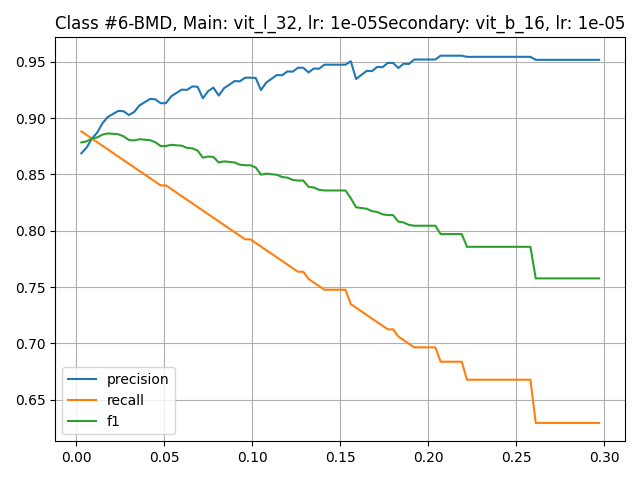 Class #6-BMD, Main: vit_l_32, lr: 1e-05Secondary: vit_b_16, lr: 1e-05
0.95
0.90
0.85
0.80
0.75
0.70
0.65
precision
recall
f1
0.00 0.05 0.10 0.15 0.20 0.25 0.30